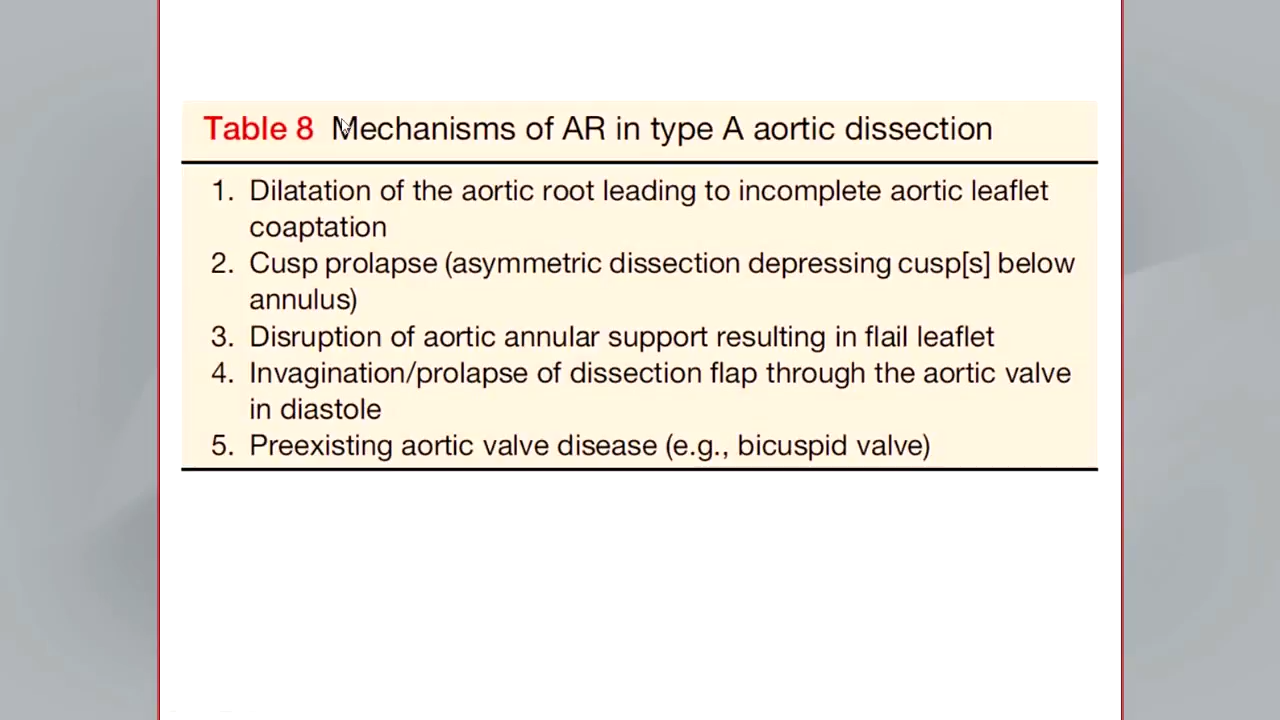 Table 8 Mechanisms of AR in type A aortic dissection
1. Dilatation of the aortic root leading to incomplete aortic leaflet
coaptation
2. Cusp prolapse (asymmetric dissection depressing cusp[s] below
annulus)
3. Disruption of aortic annular support resulting in flail leaflet
4. Invagination/prolapse of dissection flap through the aortic valve
in diastole
5. Preexisting aortic valve disease (e.g., bicuspid valve)